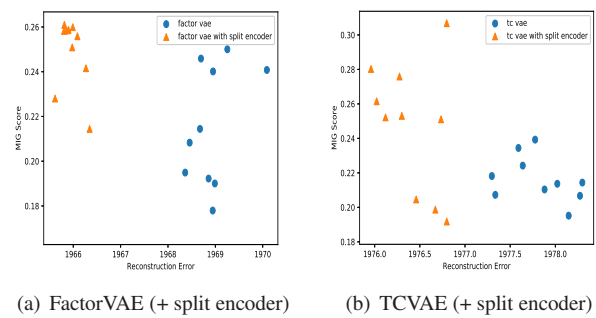 factor vae
factor vae with split encoder
MIG Score
0.26
0.24
0.22
0.20
0.18
1966
1967
1968
1969
1970
Reconstruction Error
(a) FactorVAE (+ split encoder)
tc vae
tc vae with split encoder
MIG Score
0.30
0.28
0.26
0.24
0.22
0.20
0.18
1976.0
1976.5
1977.0
1977.5
1978.0
Reconstruction Error
(b) TCVAE (+ split encoder)